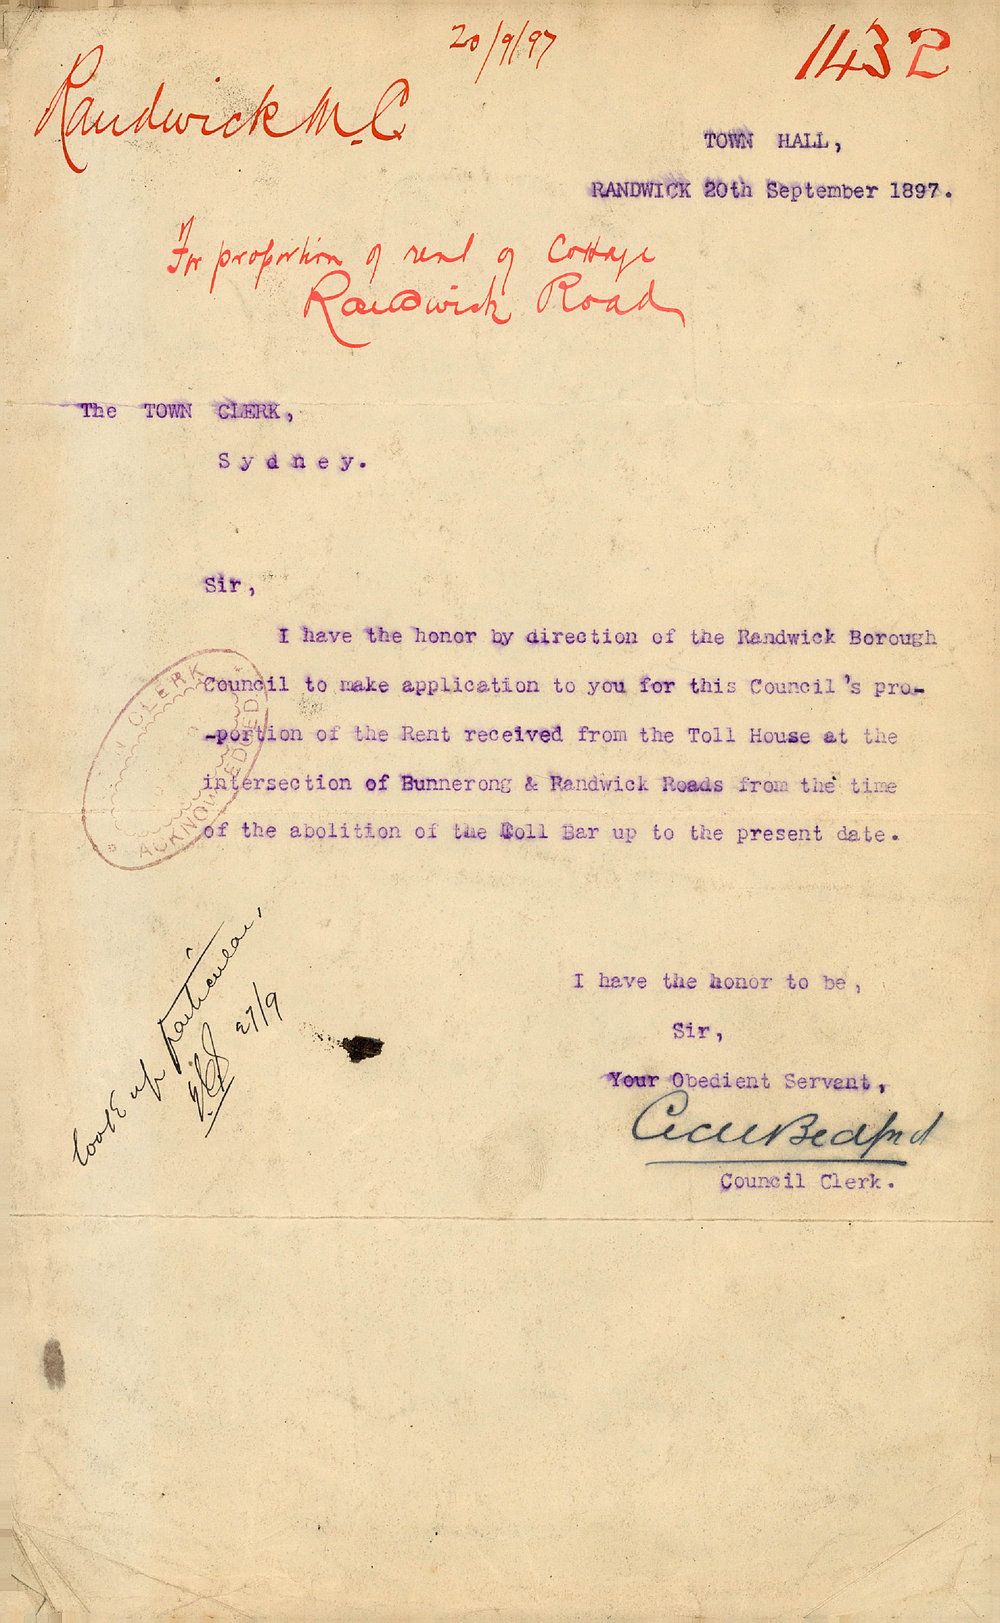 20/9/97
1432
Randwick M.C
TOWN HALL,
RANDWICK 20th September 1897.
For proportion of rent of Cottage
Randwick Road
The TOWN CLERK,
Sydney.
Sir,
I have the honor by direction of the Randwick Borough
Council to make application to you for this Council's pro-
-portion of the Rent received from the Toll House at the
intersection of Bunnerong & Randwick Roads from the time
of the abolition of the Toll Bar up to the present date.
CLERK
ACKNOWLEDGED
look up particular,
27/9
I have the honor to be,
Sir,
Your Obedient Servant,
Bedford
Council Clerk.